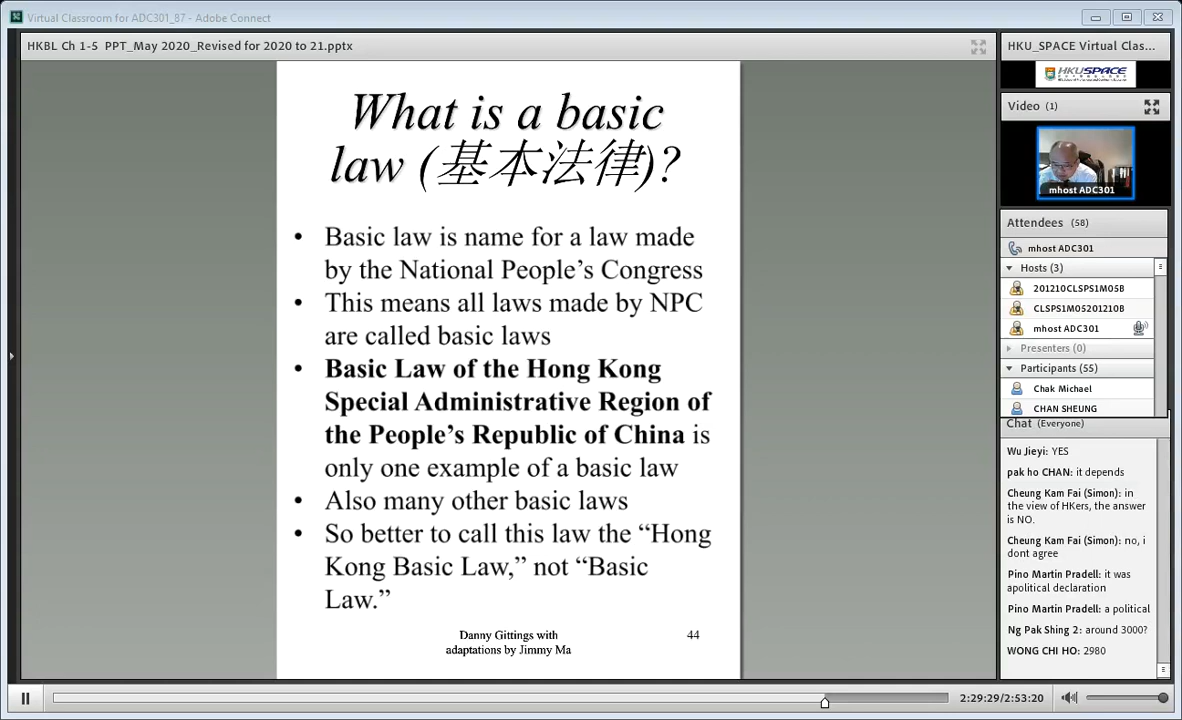 Virtual Classroom for ADC301_87 - Adobe Connect
HKBL Ch 1-5 PPT_May 2020_Revised for 2020 to 21.pptx
What is a basic
law (基本法律)?
• Basic law is name for a law made
by the National People’s Congress
• This means all laws made by NPC
are called basic laws
• Basic Law of the Hong Kong
Special Administrative Region of
the People’s Republic of China is
only one example of a basic law
• Also many other basic laws
• So better to call this law the “Hong
Kong Basic Law,” not “Basic
Law.”
Danny Gittings with
adaptations by Jimmy Ma
44
HKU_SPACE Virtual Clas...
HKU SPACE
Video (1)
mhost ADC301
Attendees (58)
mhost ADC301
Hosts (3)
201210CLSPS1M05B
CLSPS1M05201210B
mhost ADC301
Presenters (0)
Participants (55)
Chak Michael
CHAN SHEUNG
Chat (Everyone)
Wu Jieyi: YES
pak ho CHAN: it depends
Cheung Kam Fai (Simon): in
the view of HKers, the answer
is NO.
Cheung Kam Fai (Simon): no, i
dont agree
Pino Martin Pradell: it was
apolitical declaration
Pino Martin Pradell: a political
Ng Pak Shing 2: around 3000?
WONG CHI HO: 2980
2:29:29/2:53:20